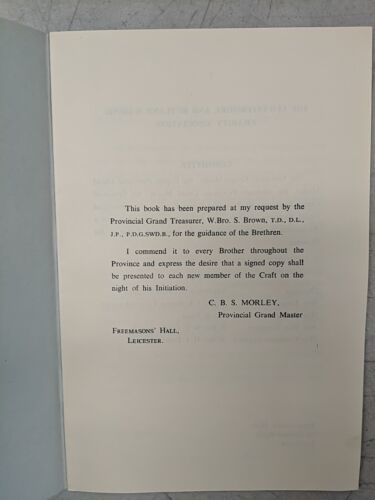 This book has been prepared at my request by the
Provincial Grand Treasurer, W.Bro. S. Brown, T.D., D.L.,
J.P., P.D.G.SWD.B., for the guidance of the Brethren.
I commend it to every Brother throughout the
Province and express the desire that a signed copy shall
be presented to each new member of the Craft on the
night of his Initiation.
C. B. S. MORLEY,
Provincial Grand Master
FREEMASONS' HALL,
LEICESTER.